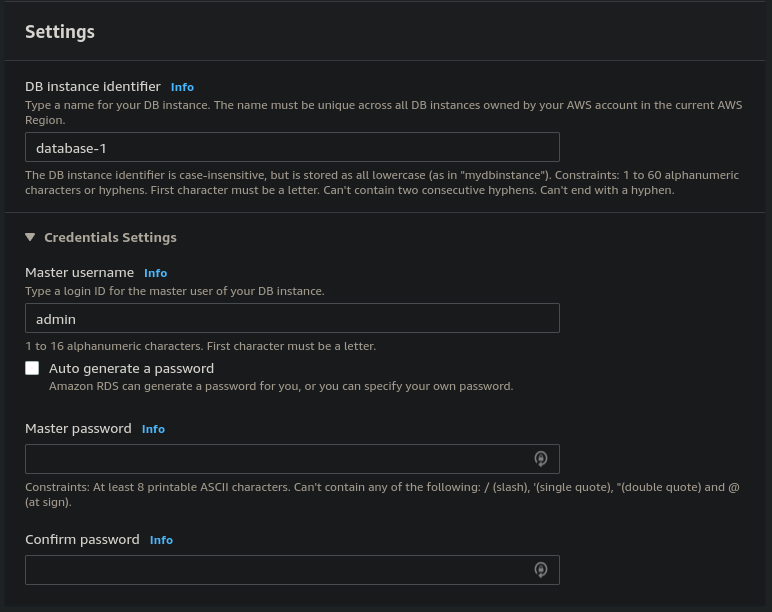 Settings
DB instance identifier Info
Type a name for your DB instance. The name must be unique across all DB instances owned by your AWS account in the current AWS
Region.
database-1
The DB instance identifier is case-insensitive, but is stored as all lowercase (as in "mydbinstance"). Constraints: 1 to 60 alphanumeric
characters or hyphens. First character must be a letter. Can't contain two consecutive hyphens. Can't end with a hyphen.
Credentials Settings
Master username Info
Type a login ID for the master user of your DB instance.
admin
1 to 16 alphanumeric characters. First character must be a letter.
Auto generate a password
Amazon RDS can generate a password for you, or you can specify your own password.
Master password Info
Constraints: At least 8 printable ASCII characters. Can't contain any of the following: / (slash), '(single quote), "(double quote) and @
(at sign).
Confirm password Info